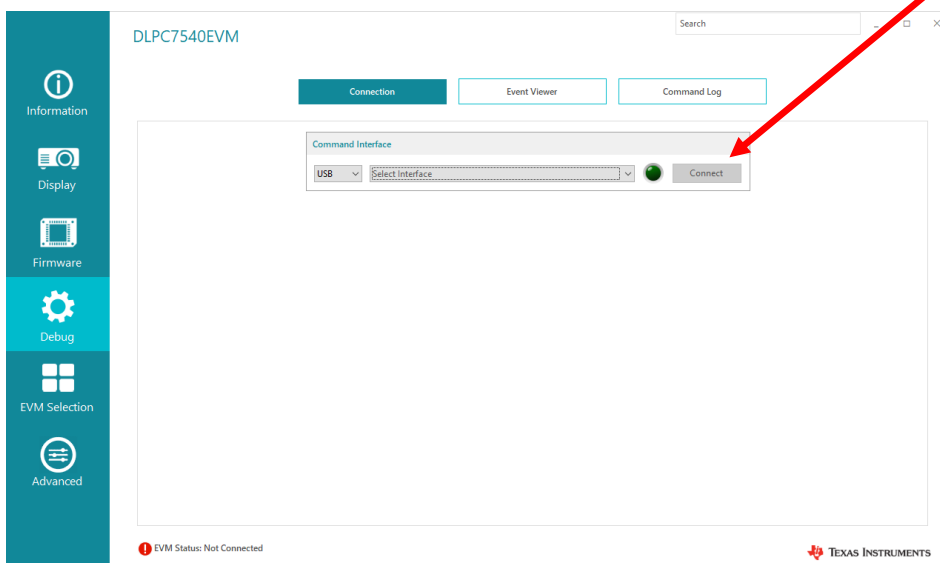 DLPC7540EVM
Search
Connection
Event Viewer
Command Log
Information
Display
Firmware
Debug
EVM Selection
Advanced
Command Interface
USB
Select Interface
Connect
EVM Status: Not Connected
TEXAS INSTRUMENTS